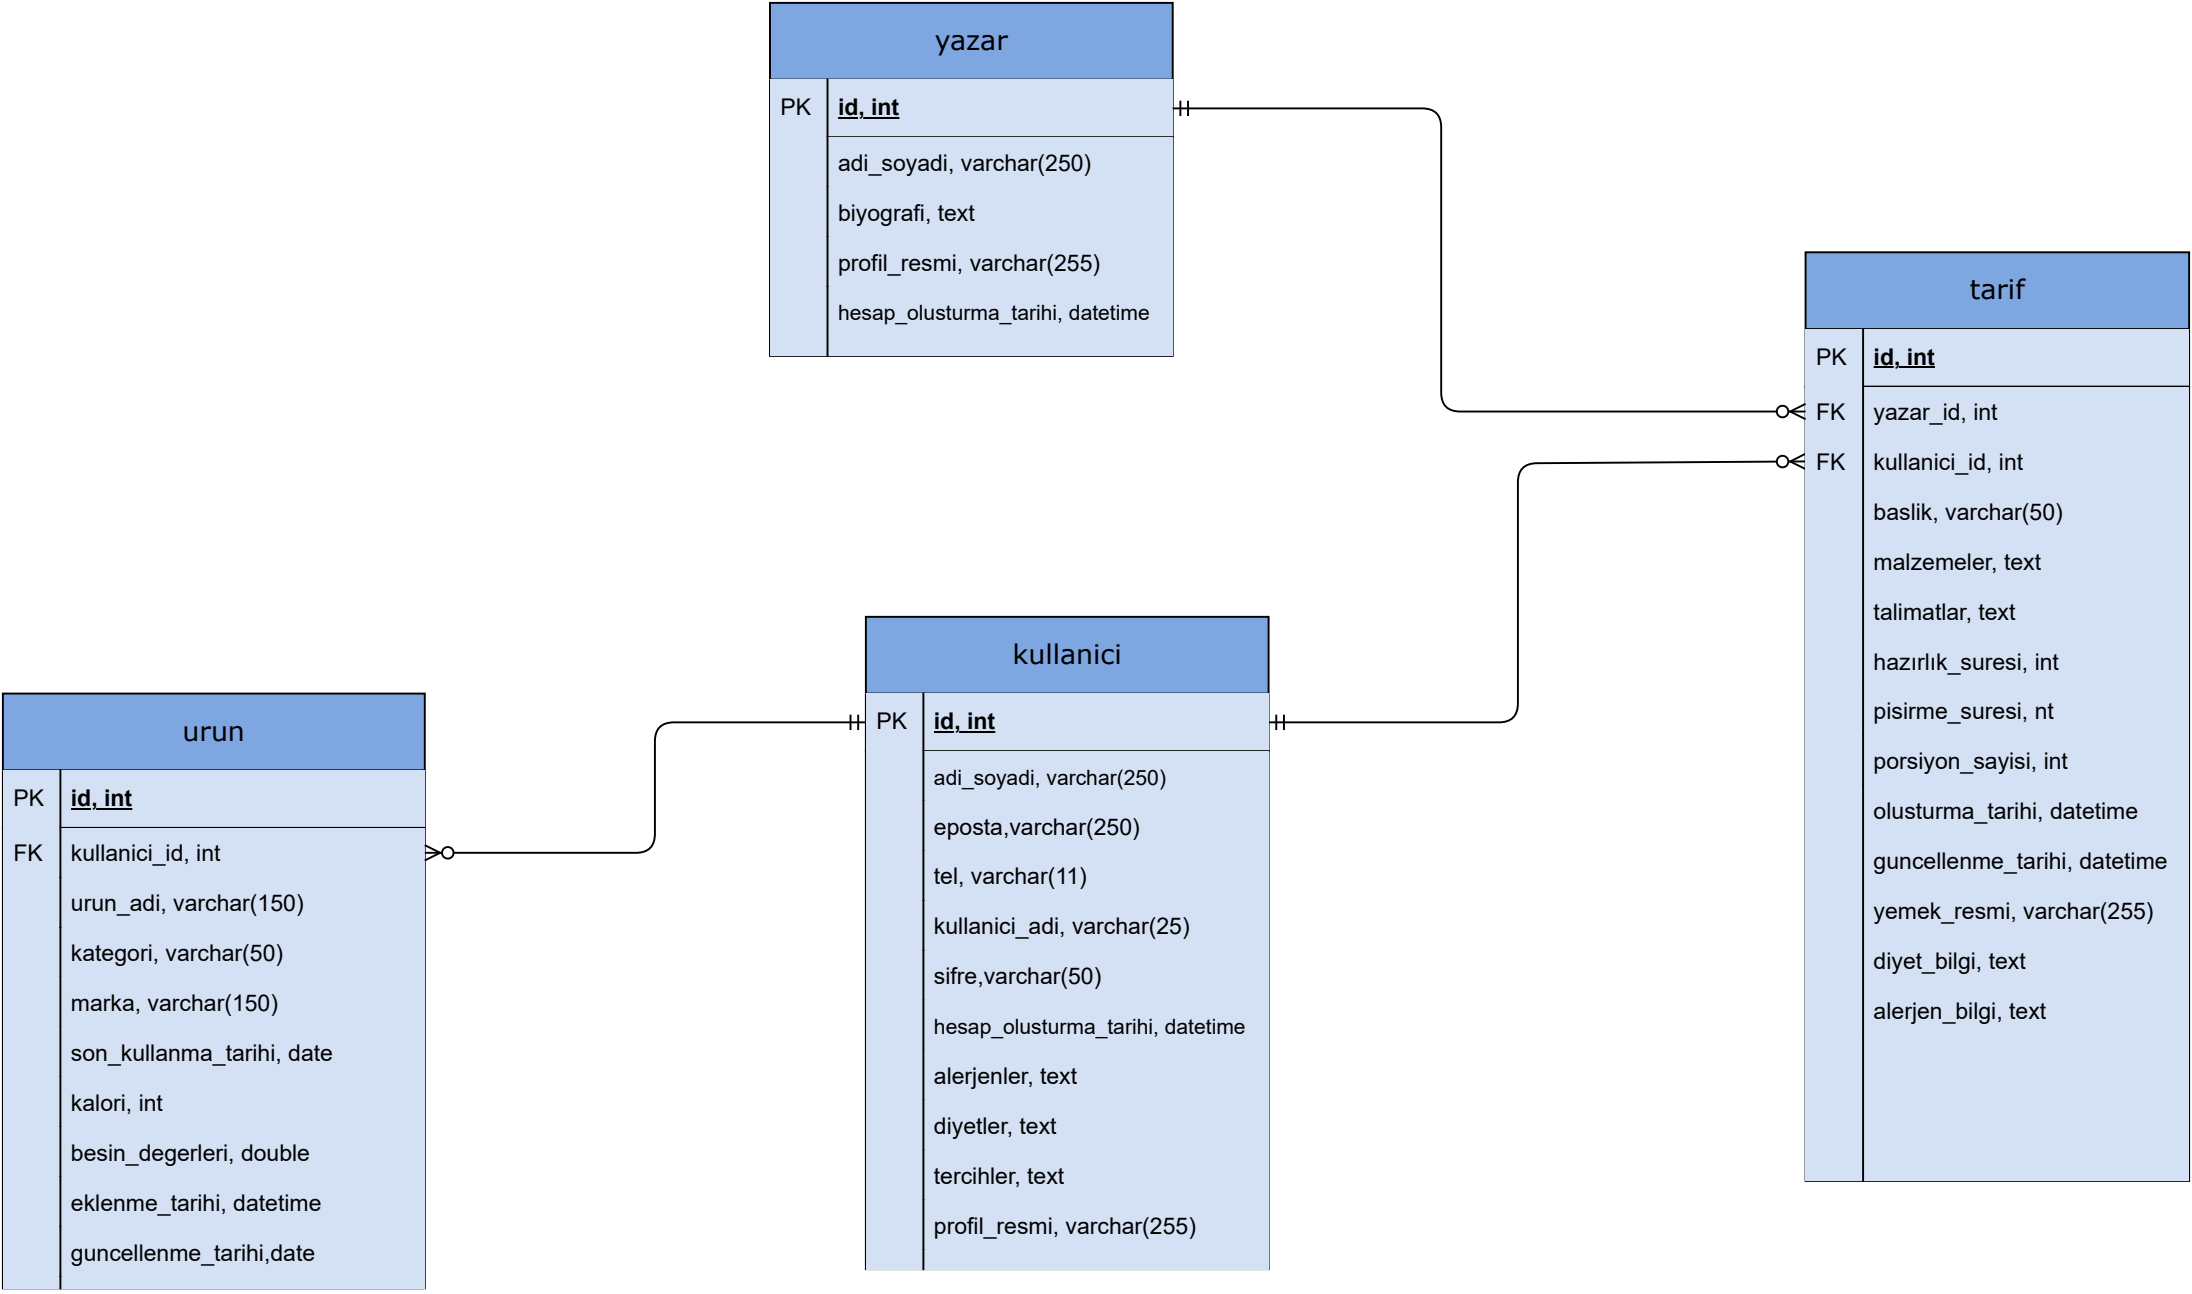 yazar
PK id, int
adi_soyadi, varchar(250)
biyografi, text
profil_resmi, varchar(255)
hesap_olusturma_tarihi, datetime
tarif
PK id, int
FK yazar_id, int
FK kullanici_id, int
baslik, varchar(50)
malzemeler, text
talimatlar, text
hazırlık_suresi, int
pisirme_suresi, nt
porsiyon_sayisi, int
olusturma_tarihi, datetime
guncellenme_tarihi, datetime
yemek_resmi, varchar(255)
diyet_bilgi, text
alerjen_bilgi, text
kullanici
PK id, int
adi_soyadi, varchar(250)
eposta,varchar(250)
tel, varchar(11)
kullanici_adi, varchar(25)
sifre,varchar(50)
hesap_olusturma_tarihi, datetime
alerjenler, text
diyetler, text
tercihler, text
profil_resmi, varchar(255)
urun
PK id, int
FK kullanici_id, int
urun_adi, varchar(150)
kategori, varchar(50)
marka, varchar(150)
son_kullanma_tarihi, date
kalori, int
besin_degerleri, double
eklenme_tarihi, datetime
guncellenme_tarihi,date